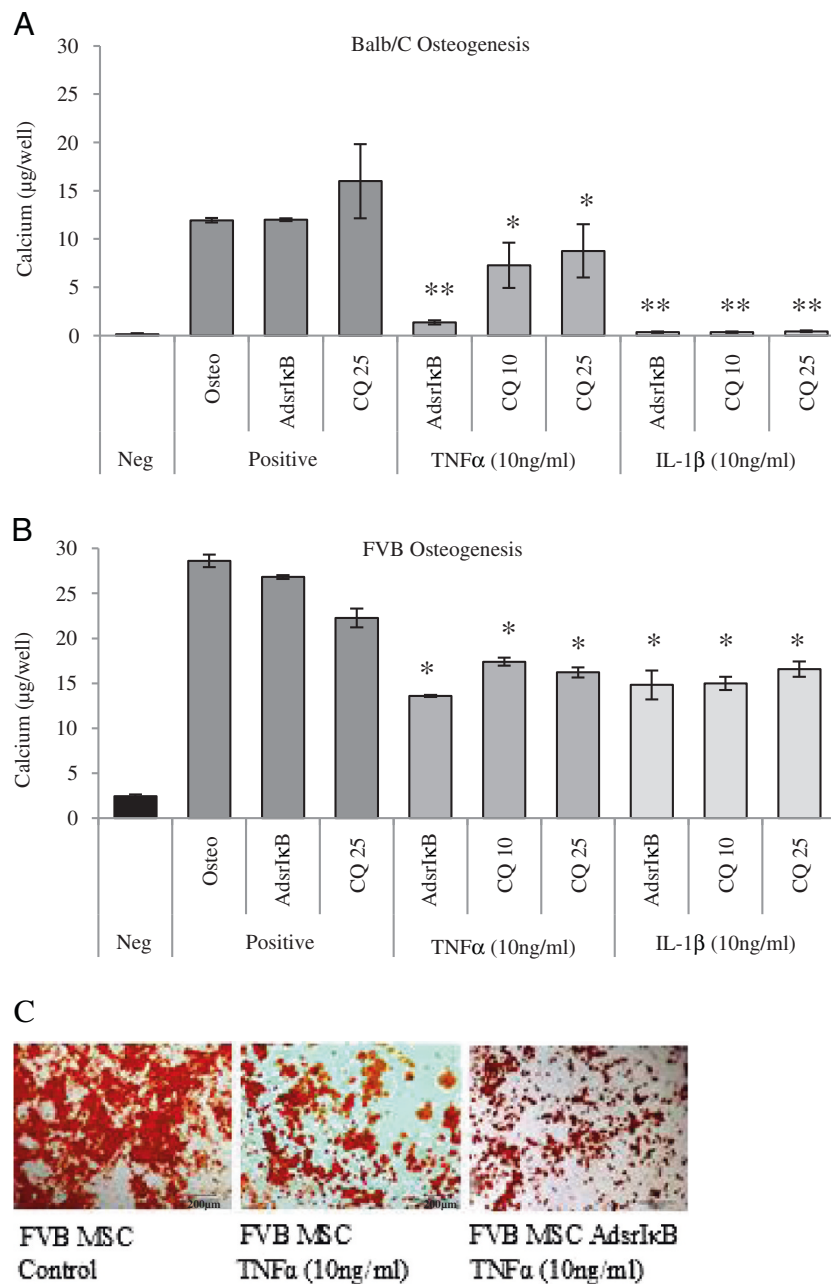 A
Balb/C Osteogenesis
30
25
20
15
10
5
0
Calcium (µg/well)
** * * ** ** **
Osteo AdsrIκB CQ 25 AdsrIκB CQ 10 CQ 25 AdsrIκB CQ 10 CQ 25
Neg Positive TNFα (10ng/ml) IL-1β (10ng/ml)
B
FVB Osteogenesis
30
25
20
15
10
5
0
Calcium (µg/well)
* * * * * *
Osteo AdsrIκB CQ 25 AdsrIκB CQ 10 CQ 25 AdsrIκB CQ 10 CQ 25
Neg Positive TNFα (10ng/ml) IL-1β (10ng/ml)
C
200µm 200µm
FVB MSC FVB MSC FVB MSC AdsrIκB
Control TNFα (10ng/ml) TNFα (10ng/ml)